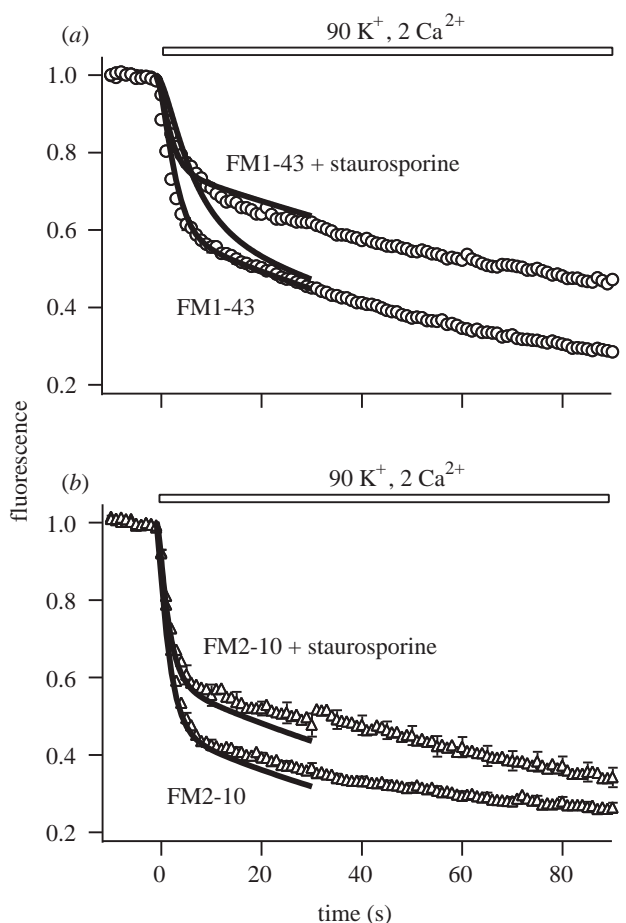 (a)
90 K⁺, 2 Ca²⁺
1.0
0.8
0.6
0.4
0.2
FM1-43 + staurosporine
FM1-43
fluorescence
(b)
90 K⁺, 2 Ca²⁺
1.0
0.8
0.6
0.4
0.2
FM2-10 + staurosporine
FM2-10
0 20 40 60 80
time (s)